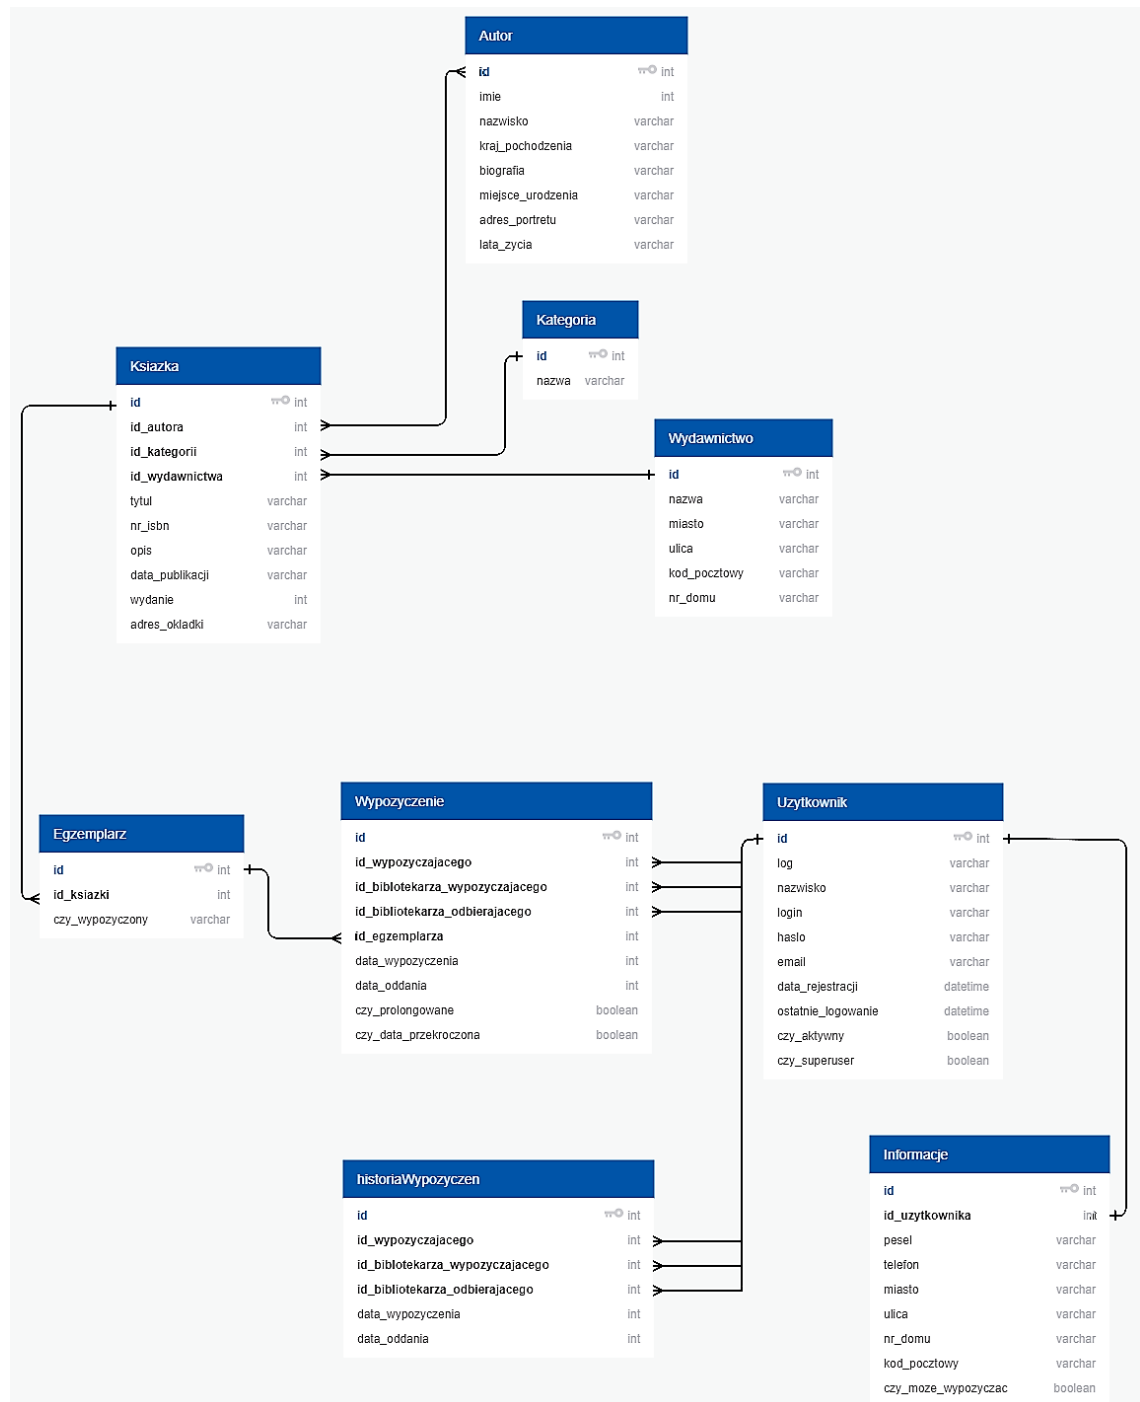 Autor
id int
imie int
nazwisko varchar
kraj_pochodzenia varchar
biografia varchar
miejsce_urodzenia varchar
adres_portretu varchar
lata_zycia varchar
Kategoria
id int
nazwa varchar
Ksiazka
id int
id_autora int
id_kategorii int
id_wydawnictwa int
tytul varchar
nr_isbn varchar
opis varchar
data_publikacji varchar
wydanie int
adres_okladki varchar
Wydawnictwo
id int
nazwa varchar
miasto varchar
ulica varchar
kod_pocztowy varchar
nr_domu varchar
Egzemplarz
id int
id_ksiazki int
czy_wypozyczony varchar
Wypozyczenie
id int
id_wypozyczajacego int
id_biblotekarza_wypozyczajacego int
id_bibliotekarza_odbierajacego int
id_egzemplarza int
data_wypozyczenia int
data_oddania int
czy_prolongowane boolean
czy_data_przekroczona boolean
Uzytkownik
id int
log varchar
nazwisko varchar
login varchar
haslo varchar
email varchar
data_rejestracji datetime
ostatnie_logowanie datetime
czy_aktywny boolean
czy_superuser boolean
historiaWypozyczen
id int
id_wypozyczajacego int
id_biblotekarza_wypozyczajacego int
id_bibliotekarza_odbierajacego int
data_wypozyczenia int
data_oddania int
Informacje
id int
id_uzytkownika int
pesel varchar
telefon varchar
miasto varchar
ulica varchar
nr_domu varchar
kod_pocztowy varchar
czy_moze_wypozyczac boolean